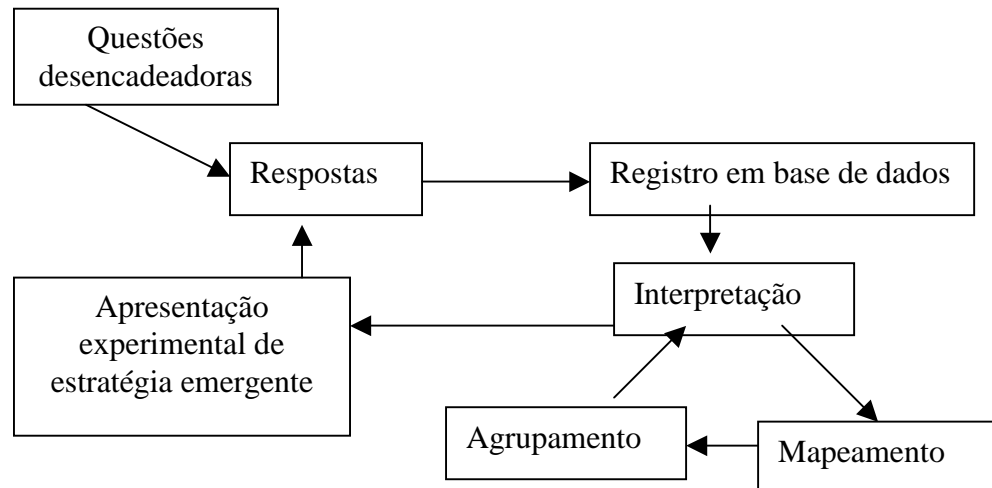 Questões
desencadeadoras
Respostas
Registro em base de dados
Interpretação
Apresentação
experimental de
estratégia emergente
Agrupamento
Mapeamento